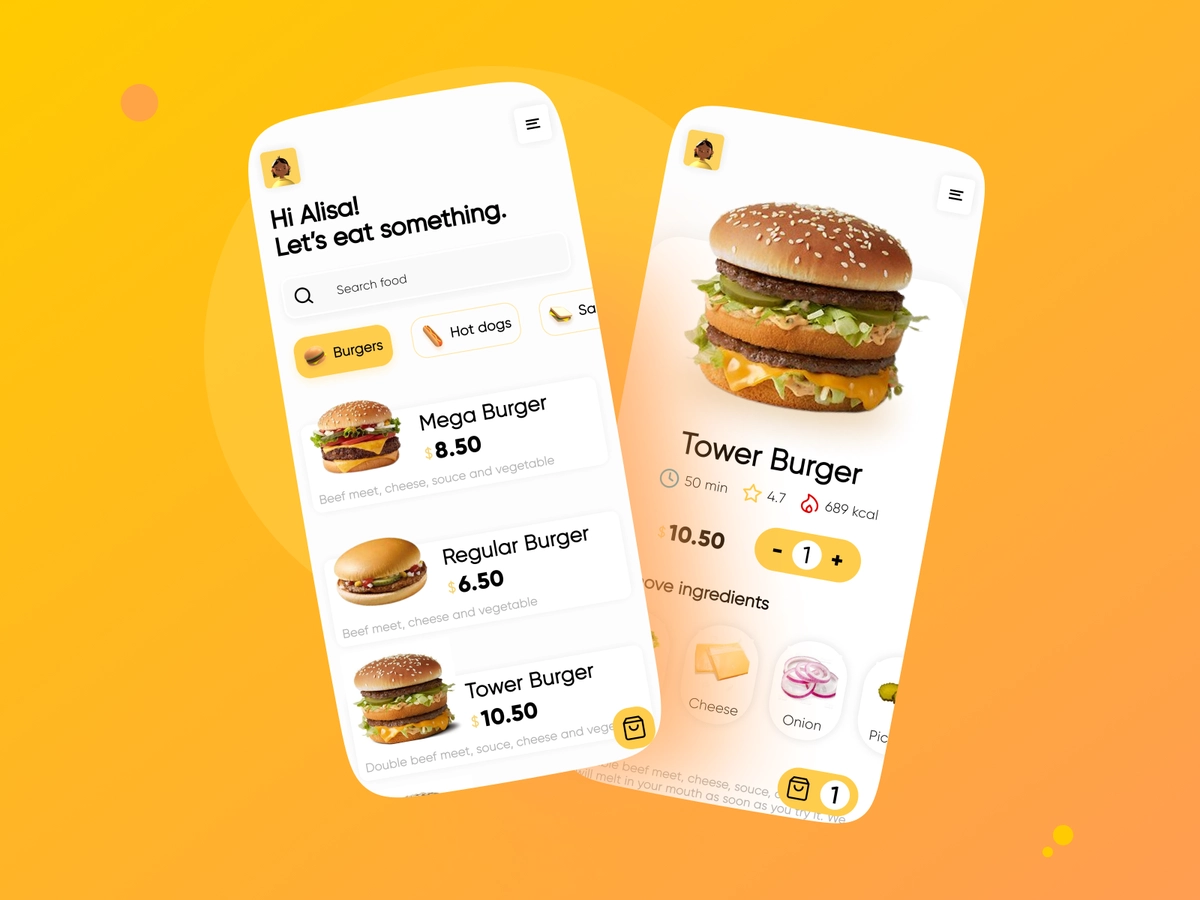 Hi Alisa!
Let's eat something.
Search food
Burgers
Hot dogs
Sa
Mega Burger
$8.50
Beef meet, cheese, souce and vegetable
Regular Burger
$6.50
Beef meet, cheese and vegetable
Tower Burger
$10.50
Double beef meet, souce, cheese and vege
Tower Burger
50 min
4.7
689 kcal
$10.50
- 1 +
ove ingredients
Cheese
Onion
Pic
le beef meet, cheese, souce,
will melt in your mouth as soon as you try it. We
1